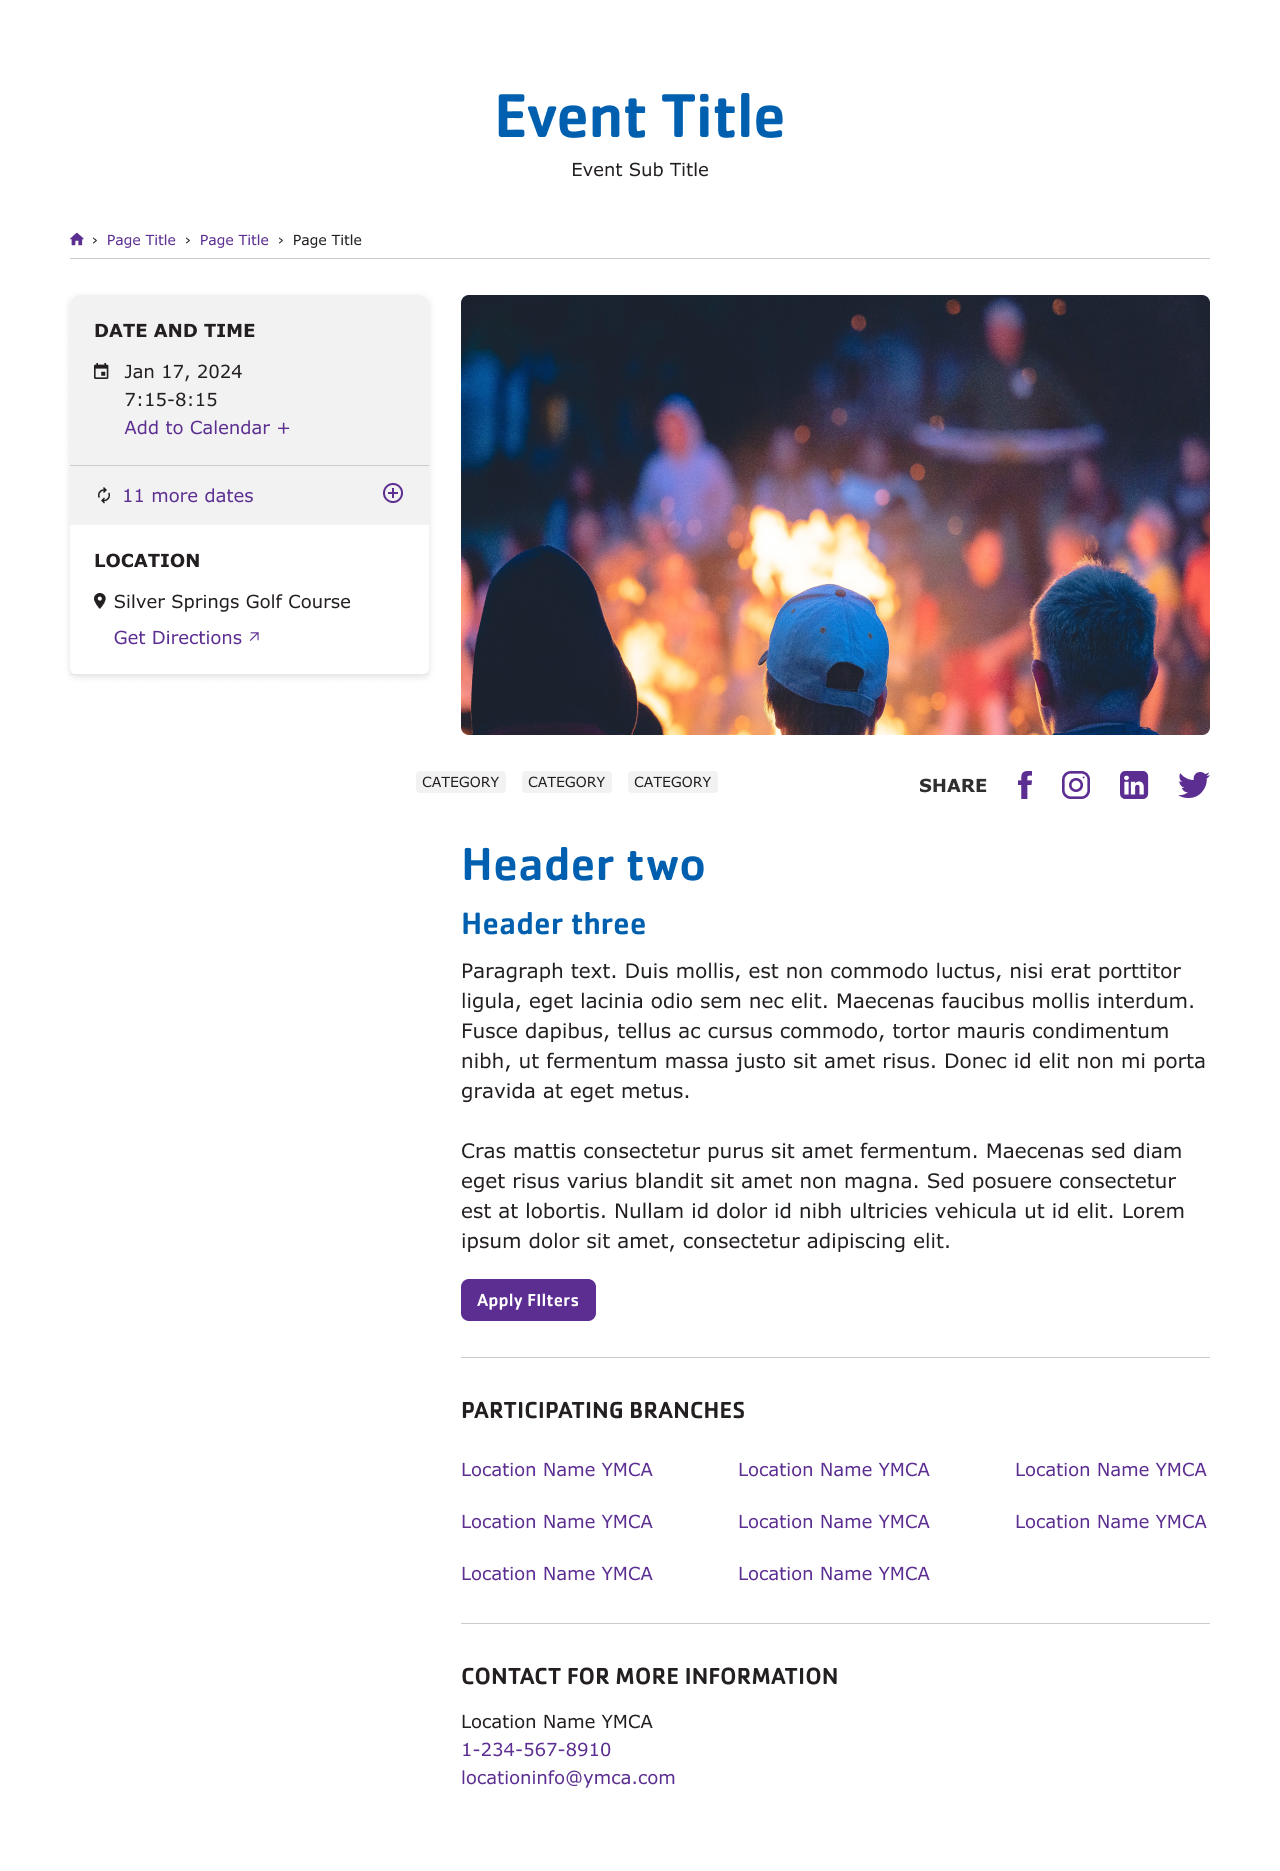 Event Title
Event Sub Title
› Page Title › Page Title › Page Title
DATE AND TIME
Jan 17, 2024
7:15-8:15
Add to Calendar +
11 more dates
LOCATION
Silver Springs Golf Course
Get Directions
CATEGORY CATEGORY CATEGORY
SHARE
Header two
Header three
Paragraph text. Duis mollis, est non commodo luctus, nisi erat porttitor
ligula, eget lacinia odio sem nec elit. Maecenas faucibus mollis interdum.
Fusce dapibus, tellus ac cursus commodo, tortor mauris condimentum
nibh, ut fermentum massa justo sit amet risus. Donec id elit non mi porta
gravida at eget metus.
Cras mattis consectetur purus sit amet fermentum. Maecenas sed diam
eget risus varius blandit sit amet non magna. Sed posuere consectetur
est at lobortis. Nullam id dolor id nibh ultricies vehicula ut id elit. Lorem
ipsum dolor sit amet, consectetur adipiscing elit.
Apply FIlters
PARTICIPATING BRANCHES
Location Name YMCA Location Name YMCA Location Name YMCA
Location Name YMCA Location Name YMCA Location Name YMCA
Location Name YMCA Location Name YMCA
CONTACT FOR MORE INFORMATION
Location Name YMCA
1-234-567-8910
locationinfo@ymca.com